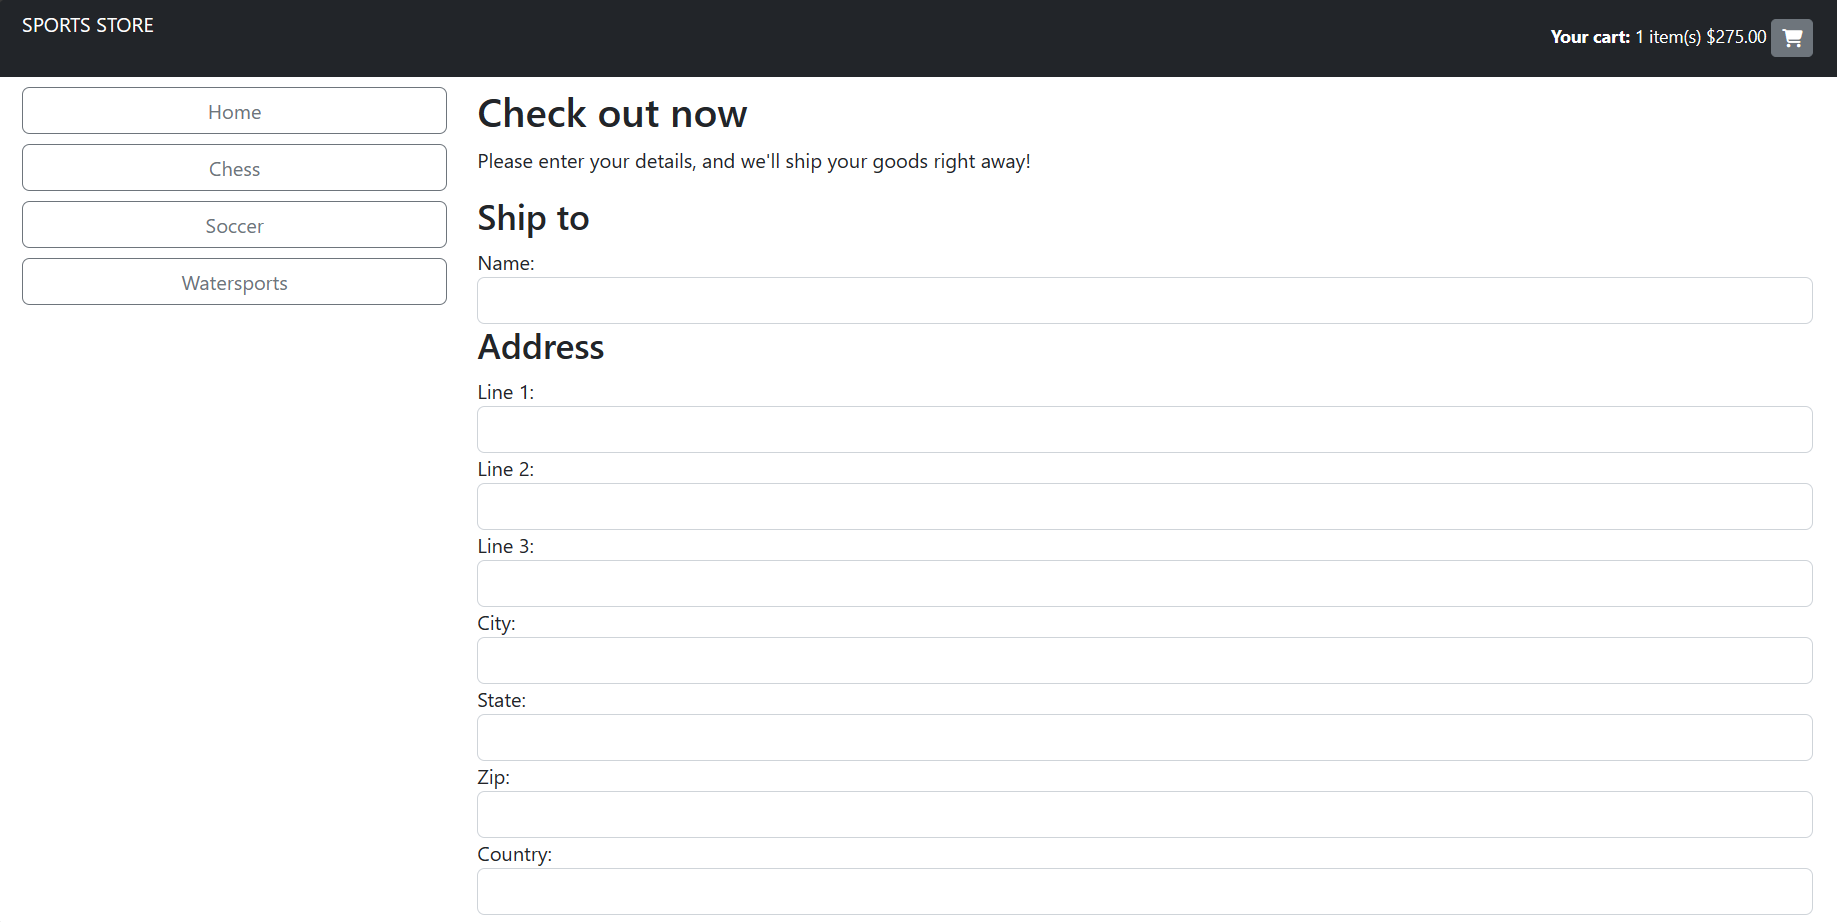 SPORTS STORE
Your cart: 1 item(s) $275.00
Home
Chess
Soccer
Watersports
Check out now
Please enter your details, and we'll ship your goods right away!
Ship to
Name:
Address
Line 1:
Line 2:
Line 3:
City:
State:
Zip:
Country: